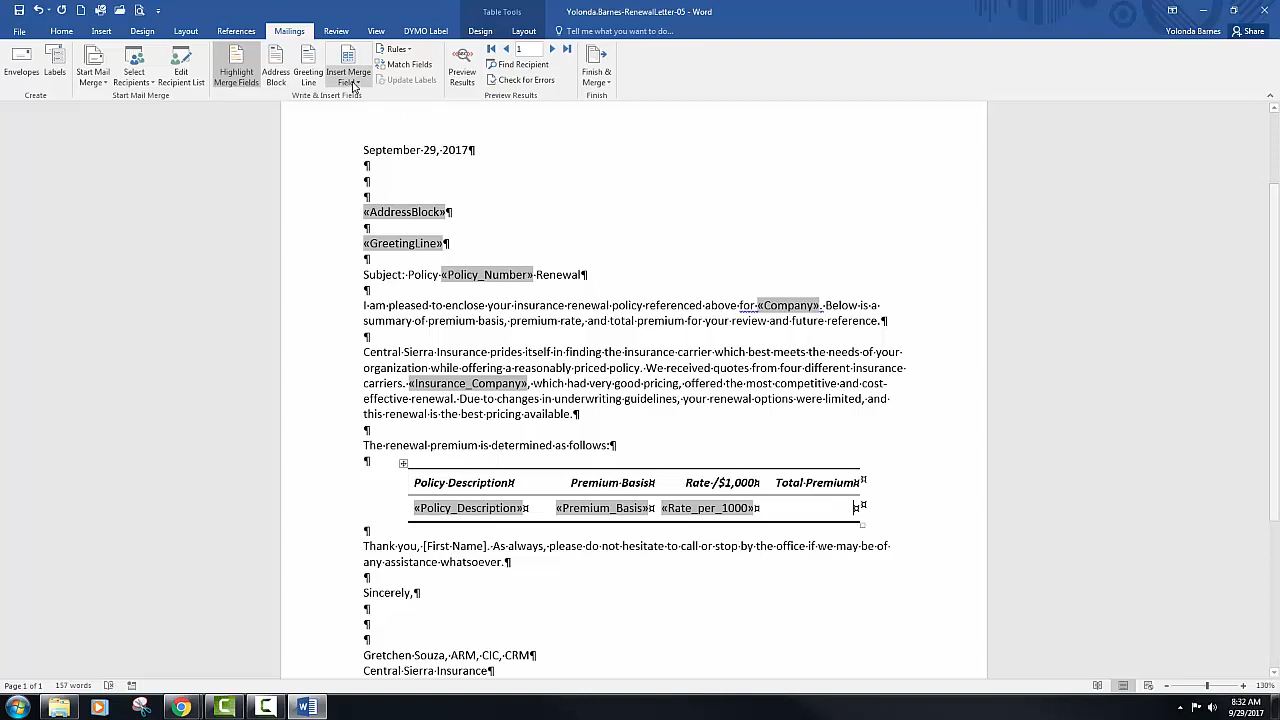 Table Tools
Yolonda.Barnes-RenewalLetter-05 - Word
File Home Insert Design Layout References Mailings Review View DYMO Label Design Layout Tell me what you want to do... Yolonda Barnes Share
Envelopes Labels
Create
Start Mail Merge Select Recipients Edit Recipient List
Start Mail Merge
Highlight Merge Fields Address Block Greeting Line Insert Merge Field
Rules
Match Fields
Update Labels
Write & Insert Fields
Preview Results
1
Find Recipient
Check for Errors
Preview Results
Finish & Merge
Finish
September·29,·2017¶
¶
¶
¶
«AddressBlock»¶
¶
«GreetingLine»¶
¶
Subject:·Policy·«Policy_Number»·Renewal¶
¶
I·am·pleased·to·enclose·your·insurance·renewal·policy·referenced·above·for·«Company».·Below·is·a·
summary·of·premium·basis,·premium·rate,·and·total·premium·for·your·review·and·future·reference.¶
¶
Central·Sierra·Insurance·prides·itself·in·finding·the·insurance·carrier·which·best·meets·the·needs·of·your·
organization·while·offering·a·reasonably·priced·policy.·We·received·quotes·from·four·different·insurance·
carriers.·«Insurance_Company»,·which·had·very·good·pricing,·offered·the·most·competitive·and·cost-
effective·renewal.·Due·to·changes·in·underwriting·guidelines,·your·renewal·options·were·limited,·and·
this·renewal·is·the·best·pricing·available.¶
¶
The·renewal·premium·is·determined·as·follows:¶
¶
Policy·Description¤ Premium·Basis¤ Rate·/$1,000¤ Total·Premium¤ ¤
«Policy_Description»¤ «Premium_Basis»¤ «Rate_per_1000»¤ ¤ ¤
¶
Thank·you,·[First·Name].·As·always,·please·do·not·hesitate·to·call·or·stop·by·the·office·if·we·may·be·of·
any·assistance·whatsoever.¶
¶
Sincerely,¶
¶
¶
¶
Gretchen·Souza,·ARM,·CIC,·CRM¶
Central·Sierra·Insurance¶
Page 1 of 1 157 words 130%
8:32 AM
9/29/2017